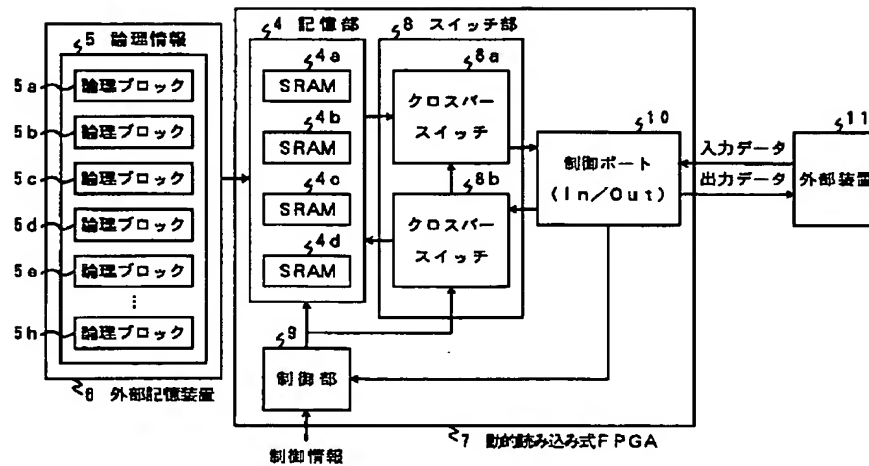 5 論理情報
5a 論理ブロック
5b 論理ブロック
5c 論理ブロック
5d 論理ブロック
5e 論理ブロック
⋮
5h 論理ブロック
6 外部記憶装置
4 記憶部
4a
SRAM
4b
SRAM
4c
SRAM
4d
SRAM
8 スイッチ部
8a
クロスバー
スイッチ
8b
クロスバー
スイッチ
10
制御ポート
(In/Out)
入力データ
出力データ
11
外部装置
9
制御部
制御情報
7 動的読み込み式FPGA